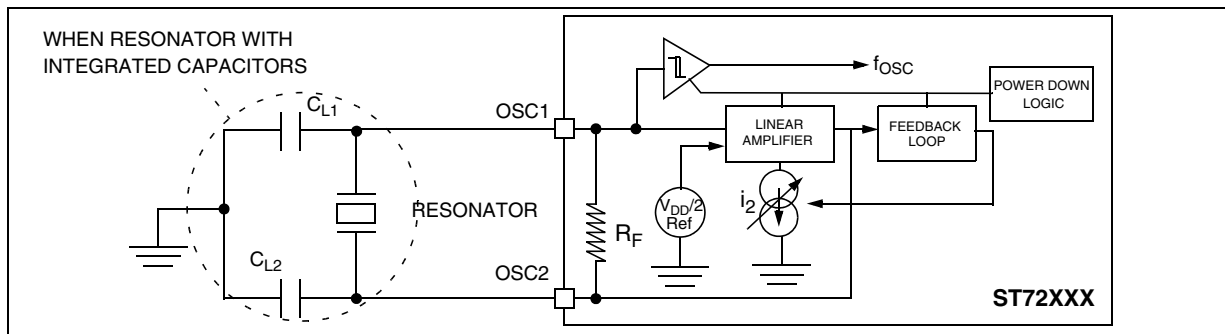 WHEN RESONATOR WITH
INTEGRATED CAPACITORS
CL1
OSC1
fOSC
POWER DOWN
LOGIC
LINEAR
AMPLIFIER
FEEDBACK
LOOP
RESONATOR
RF
VDD/2
Ref
i2
CL2
OSC2
ST72XXX